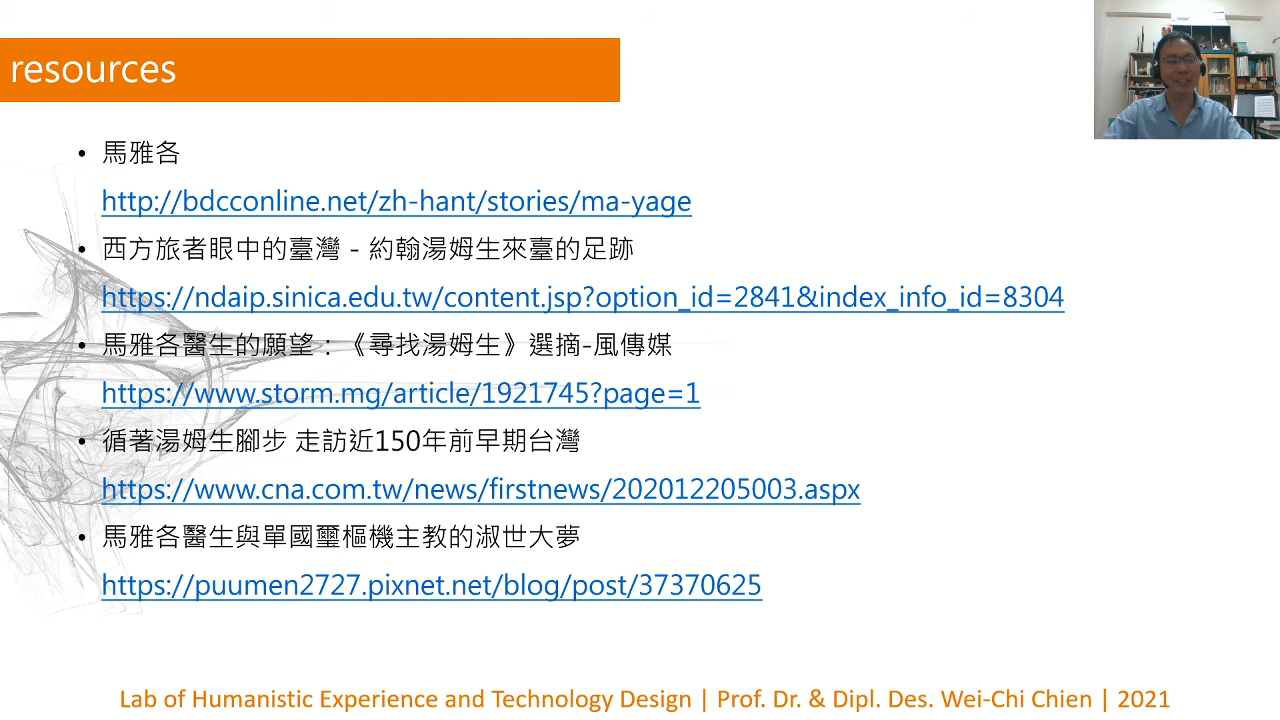 resources
• 馬雅各
http://bdcconline.net/zh-hant/stories/ma-yage
• 西方旅者眼中的臺灣 - 約翰湯姆生來臺的足跡
https://ndaip.sinica.edu.tw/content.jsp?option_id=2841&index_info_id=8304
• 馬雅各醫生的願望：《尋找湯姆生》選摘-風傳媒
https://www.storm.mg/article/1921745?page=1
• 循著湯姆生腳步 走訪近150年前早期台灣
https://www.cna.com.tw/news/firstnews/202012205003.aspx
• 馬雅各醫生與單國璽樞機主教的淑世大夢
https://puumen2727.pixnet.net/blog/post/37370625
Lab of Humanistic Experience and Technology Design | Prof. Dr. & Dipl. Des. Wei-Chi Chien | 2021